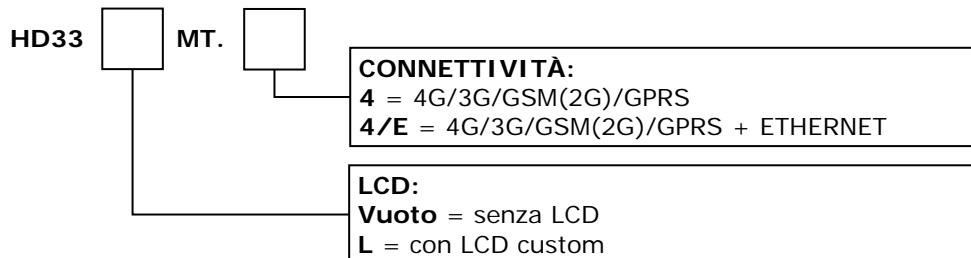 HD33 MT.
CONNETTIVITÀ:
4 = 4G/3G/GSM(2G)/GPRS
4/E = 4G/3G/GSM(2G)/GPRS + ETHERNET
LCD:
Vuoto = senza LCD
L = con LCD custom